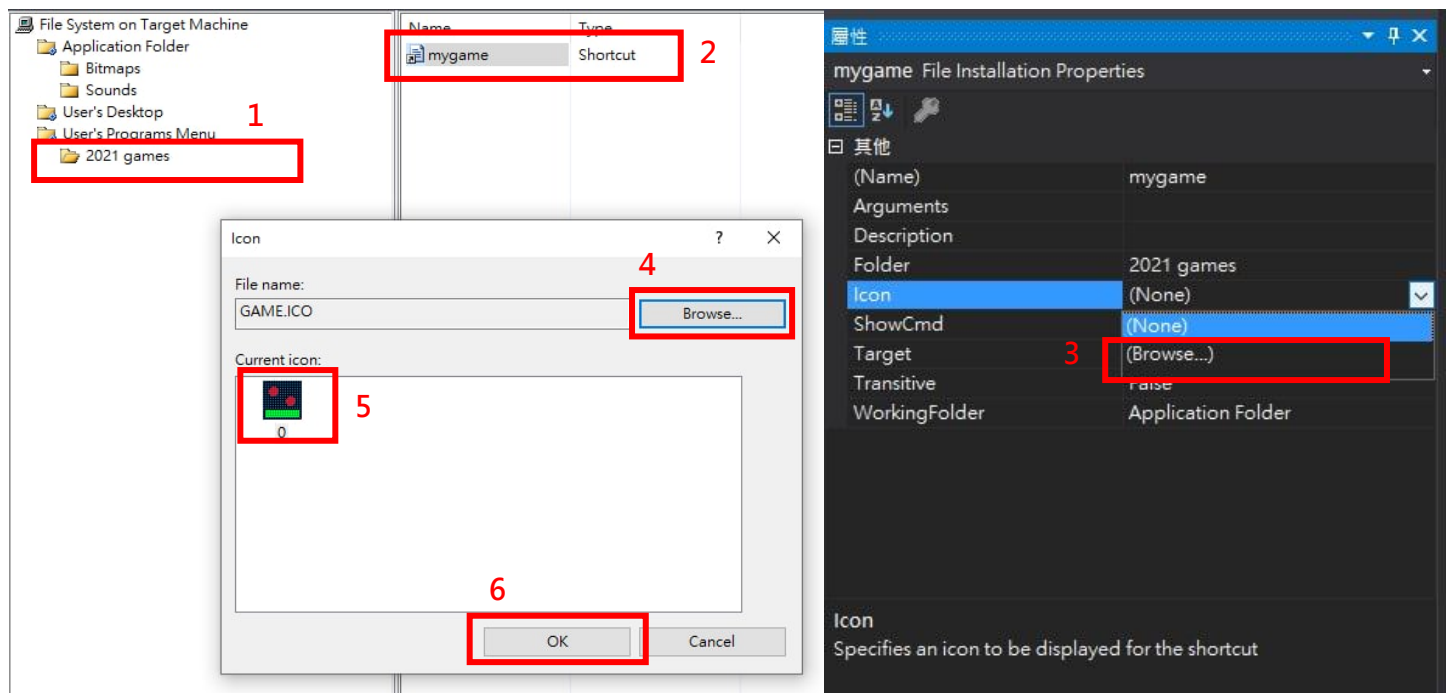 File System on Target Machine
Application Folder
Bitmaps
Sounds
User's Desktop
1
User's Programs Menu
2021 games
Name Type
mygame Shortcut
2
Icon ? ×
4
File name:
GAME.ICO Browse...
Current icon:
5
0
6
OK Cancel
屬性
mygame File Installation Properties
其他
(Name) mygame
Arguments
Description
Folder 2021 games
Icon (None)
ShowCmd (None)
Target 3 (Browse...)
Transitive False
WorkingFolder Application Folder
Icon
Specifies an icon to be displayed for the shortcut